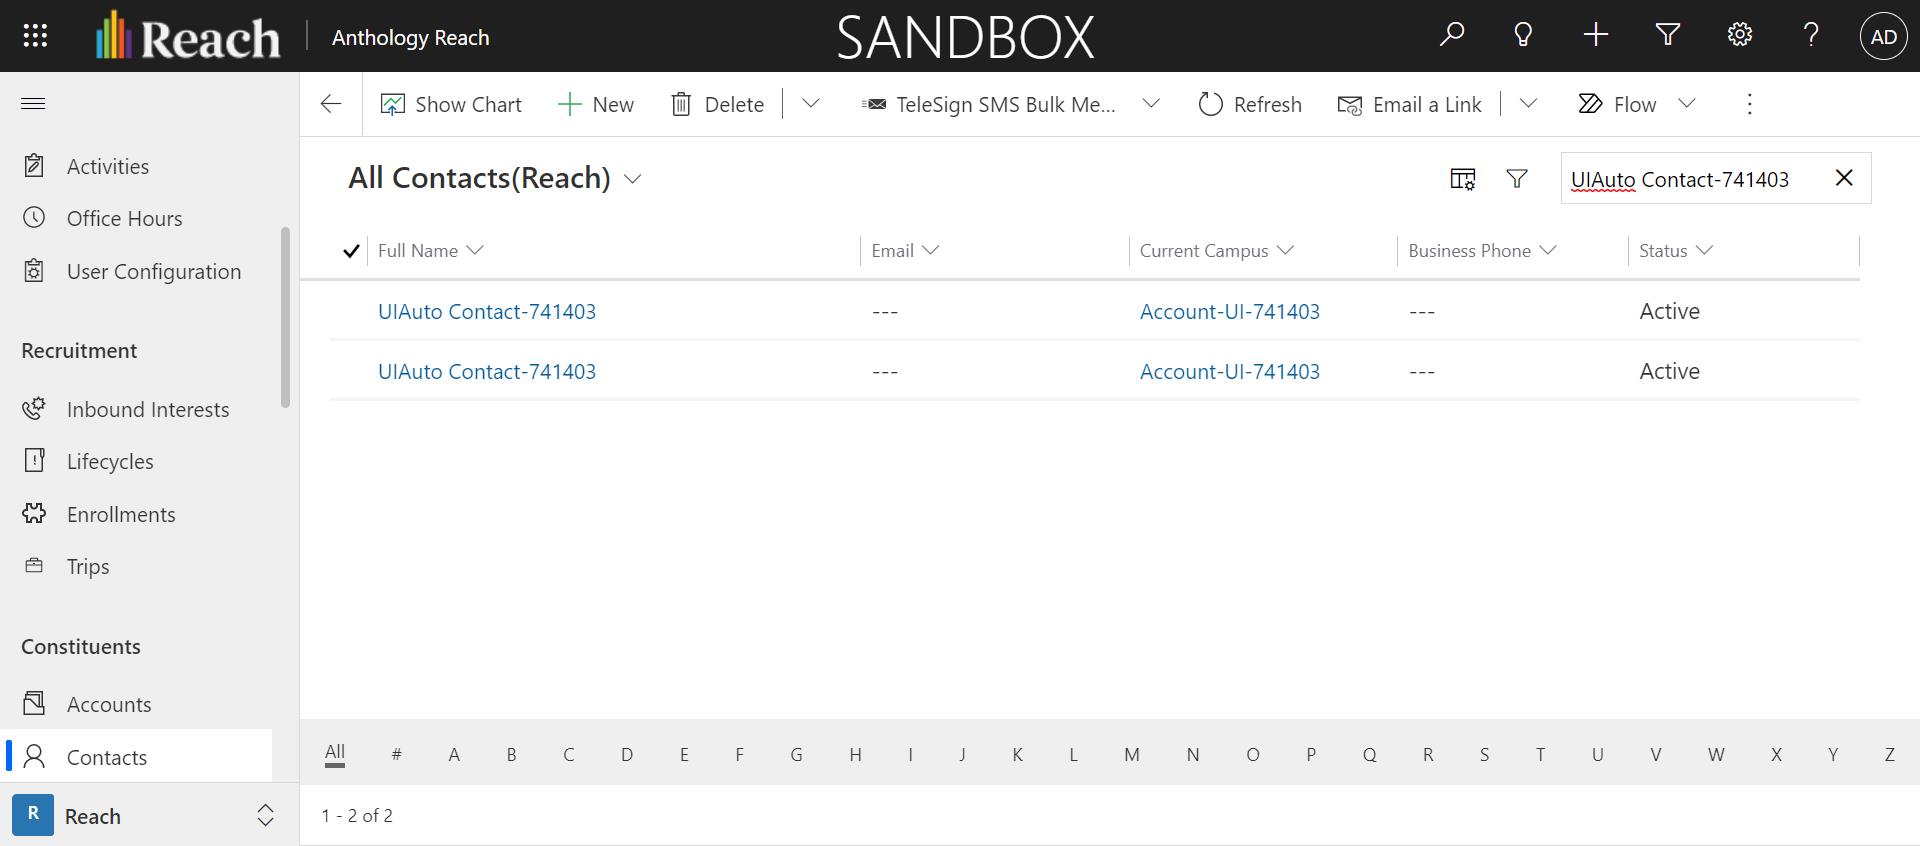 Reach
Anthology Reach
SANDBOX
AD
Show Chart
New
Delete
TeleSign SMS Bulk Me...
Refresh
Email a Link
Flow
Activities
Office Hours
User Configuration
Recruitment
Inbound Interests
Lifecycles
Enrollments
Trips
Constituents
Accounts
Contacts
R Reach
All Contacts(Reach)
UIAuto Contact-741403
Full Name Email Current Campus Business Phone Status
UIAuto Contact-741403 --- Account-UI-741403 --- Active
UIAuto Contact-741403 --- Account-UI-741403 --- Active
All # A B C D E F G H I J K L M N O P Q R S T U V W X Y Z
1 - 2 of 2